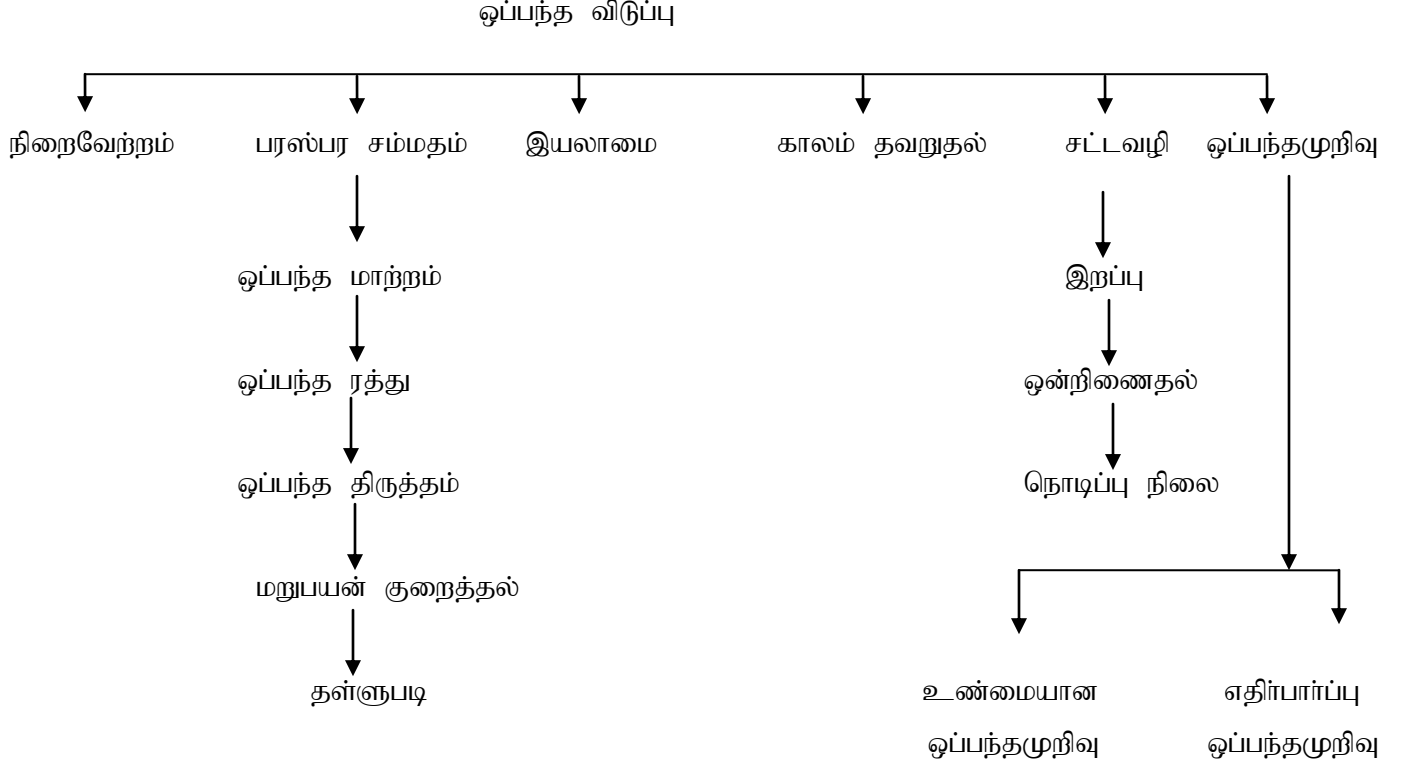 ஒப்பந்த விடுப்பு
நிறைவேற்றம் பரஸ்பர சம்மதம் இயலாமை காலம் தவறுதல் சட்டவழி ஒப்பந்தமுறிவு
ஒப்பந்த மாற்றம் இறப்பு
ஒப்பந்த ரத்து ஒன்றிணைதல்
ஒப்பந்த திருத்தம் நொடிப்பு நிலை
மறுபயன் குறைத்தல்
தள்ளுபடி உண்மையான எதிர்பார்ப்பு
ஒப்பந்தமுறிவு ஒப்பந்தமுறிவு